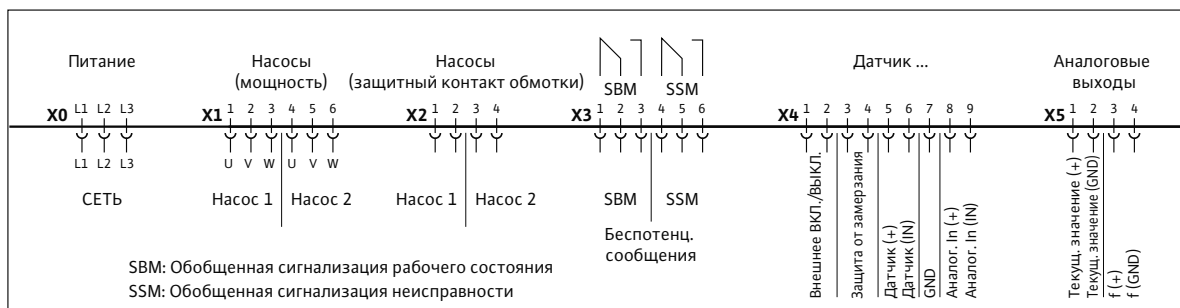 Питание
Насосы
(мощность)
Насосы
(защитный контакт обмотки)
SBM SSM
Датчик ...
Аналоговые
выходы
X0 L1 L2 L3
X1 1 2 3 4 5 6
X2 1 2 3 4
X3 1 2 3 4 5 6
X4 1 2 3 4 5 6 7 8 9
X5 1 2 3 4
L1 L2 L3
U V W U V W
СЕТЬ
Насос 1 Насос 2
Насос 1 Насос 2
SBM SSM
Беспотенц.
сообщения
Внешнее ВКЛ./ВЫКЛ.
Защита от замерзания
Датчик (+)
Датчик (IN)
GND
Аналог. In (+)
Аналог. In (IN)
Текущ. значение (+)
Текущ. значение (GND)
f (+)
f (GND)
SBM: Обобщенная сигнализация рабочего состояния
SSM: Обобщенная сигнализация неисправности